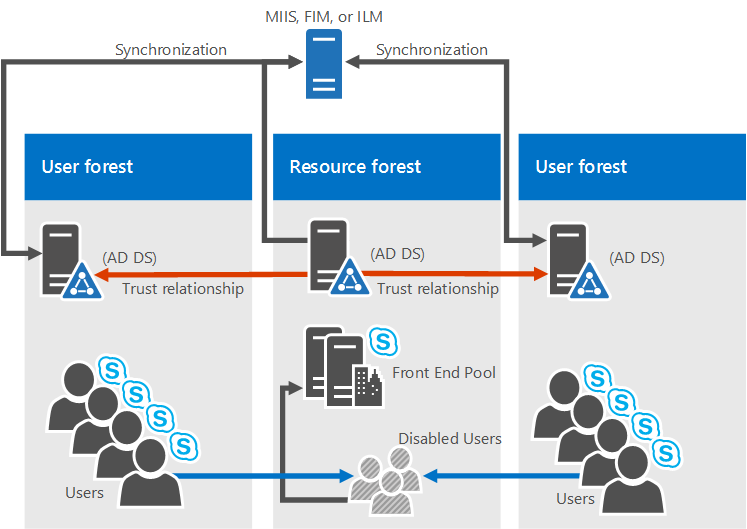 MIIS, FIM, or ILM
Synchronization
Synchronization
User forest
Resource forest
User forest
(AD DS)
(AD DS)
(AD DS)
Trust relationship
Trust relationship
S
S
S
S
S
Front End Pool
S
S
S
S
Disabled Users
Users
Users